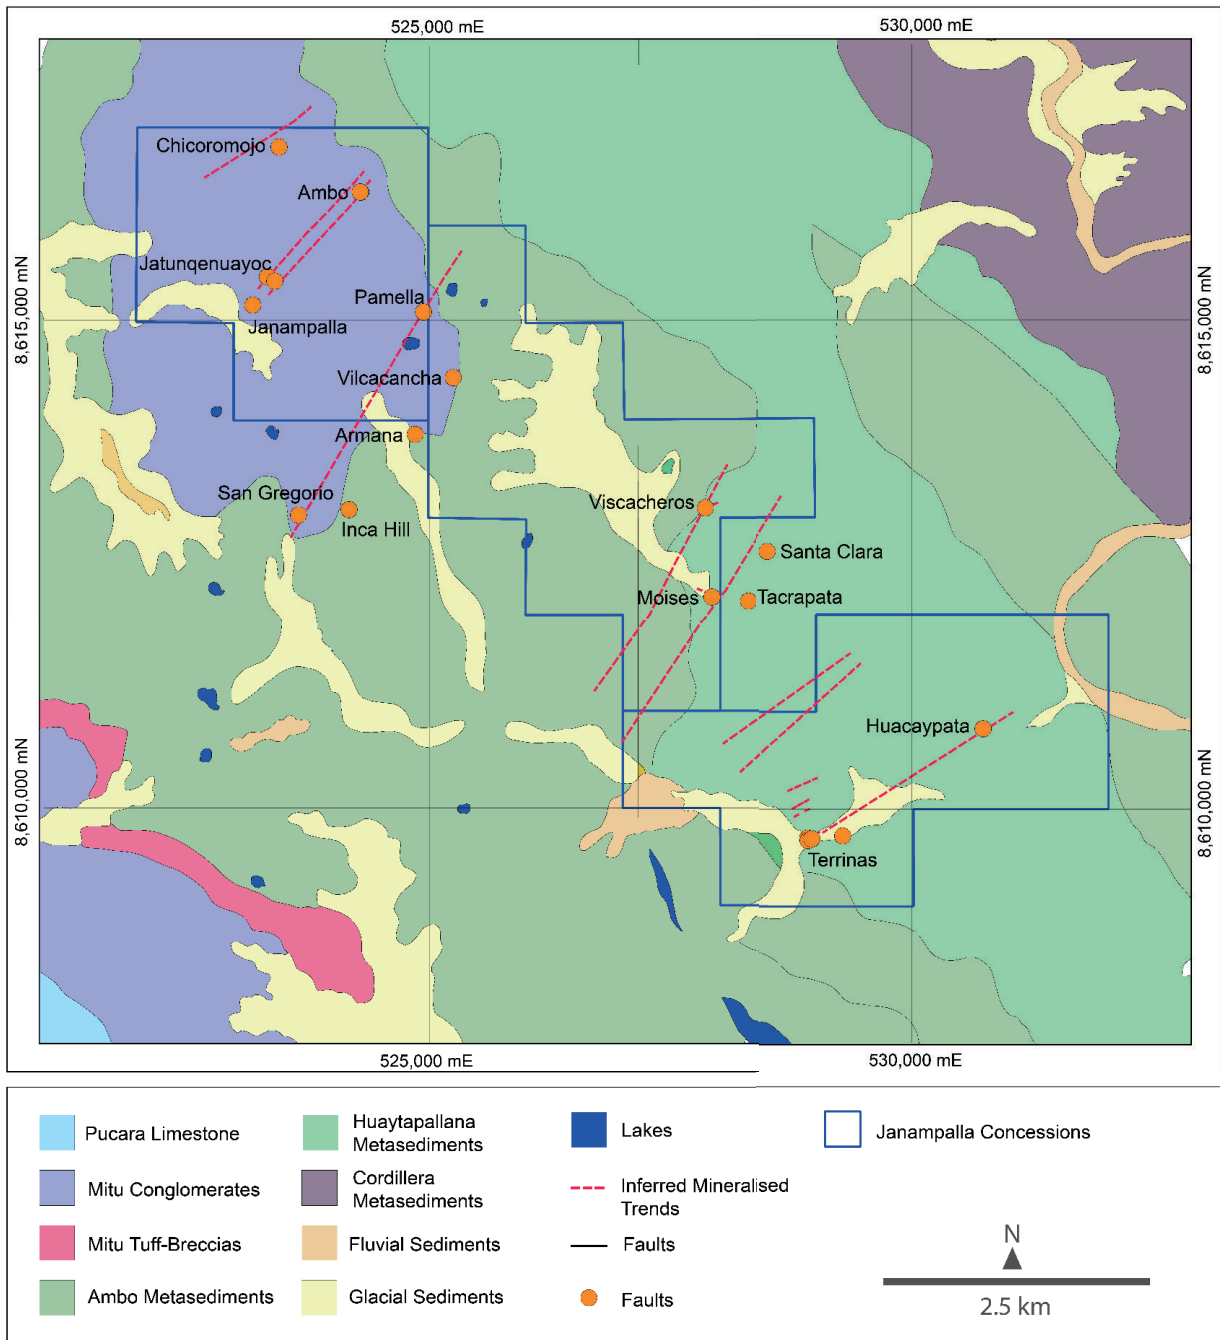 525,000 mE
530,000 mE
Chicoromojo
Ambo
Jatunqenuayoc
Pamella
Janampalla
8,615,000 mN
8,615,000 mN
Vilcacancha
Armana
San Gregorio
Inca Hill
Viscacheros
Santa Clara
Moises
Tacrapata
Huacaypata
8,610,000 mN
8,610,000 mN
Terrinas
525,000 mE
530,000 mE
Pucara Limestone
Mitu Conglomerates
Mitu Tuff-Breccias
Ambo Metasediments
Huaytapallana
Metasediments
Cordillera
Metasediments
Fluvial Sediments
Glacial Sediments
Lakes
Inferred Mineralised
Trends
Faults
Faults
Janampalla Concessions
N
2.5 km